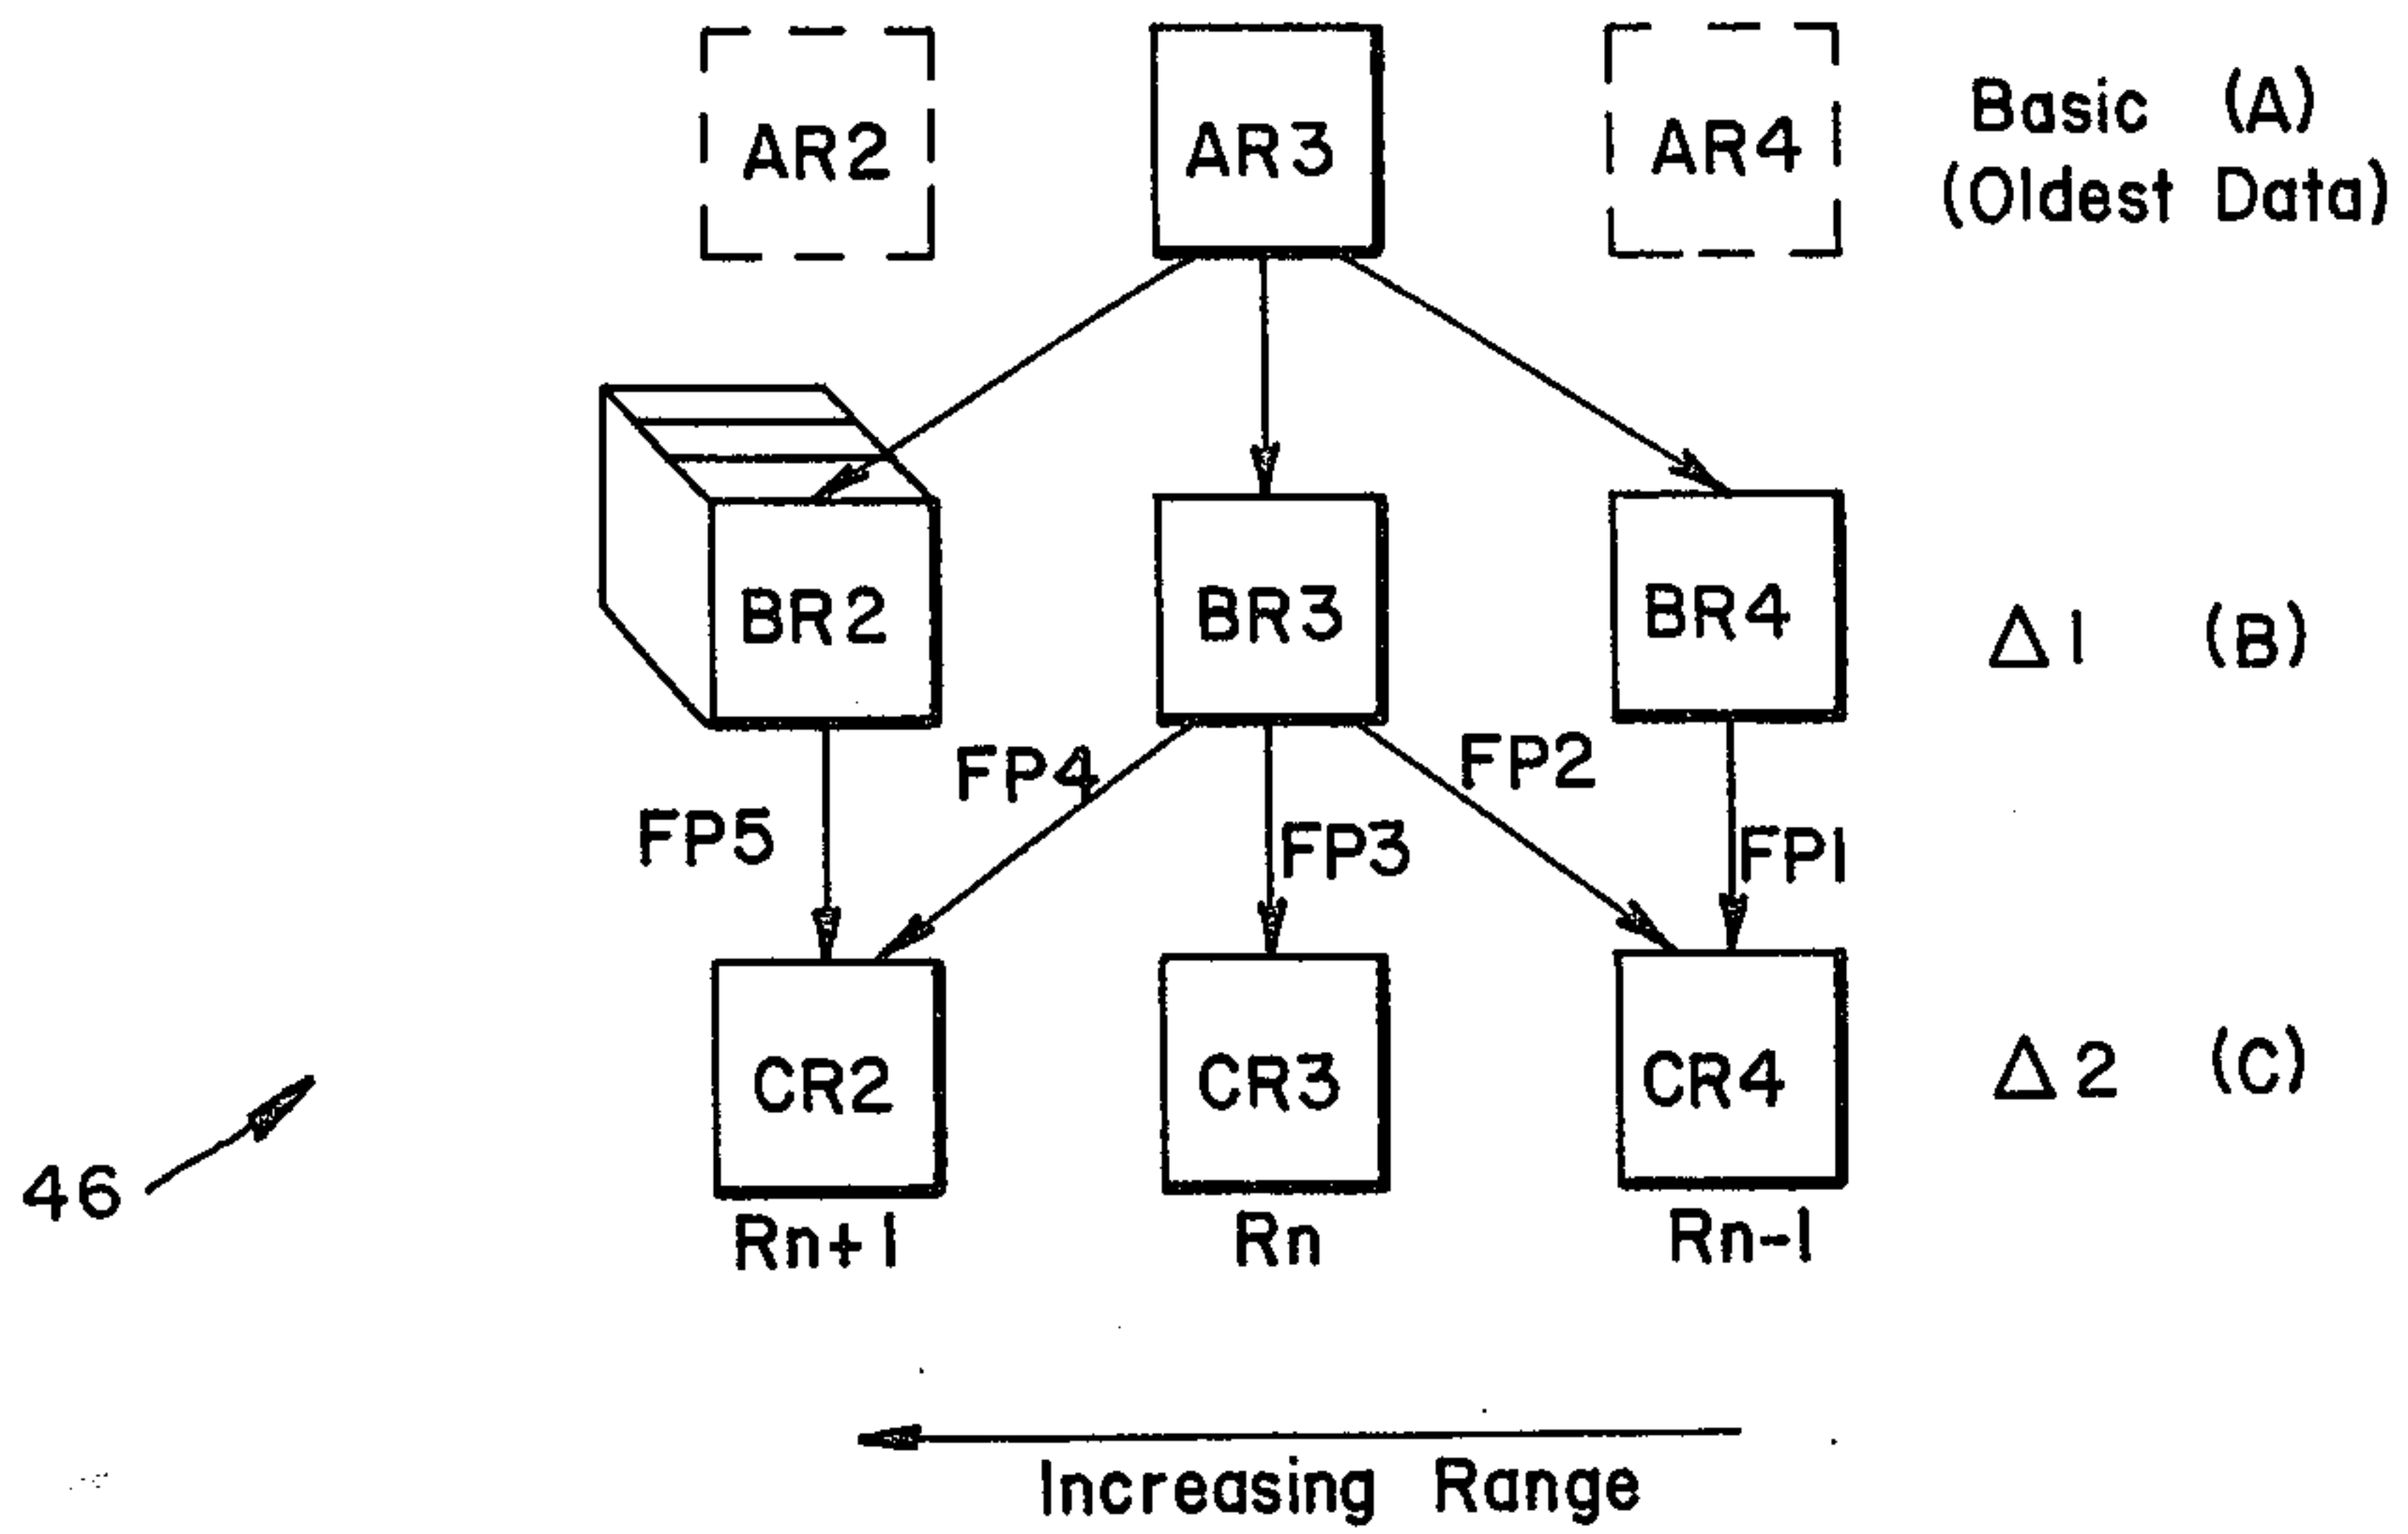 AR2 AR3 AR4 Basic (A)
(Oldest Data)
BR2 BR3 BR4 Δ1 (B)
FP4 FP2
FP5 FP3 FP1
CR2 CR3 CR4 Δ2 (C)
46
Rn+1 Rn Rn-1
Increasing Range